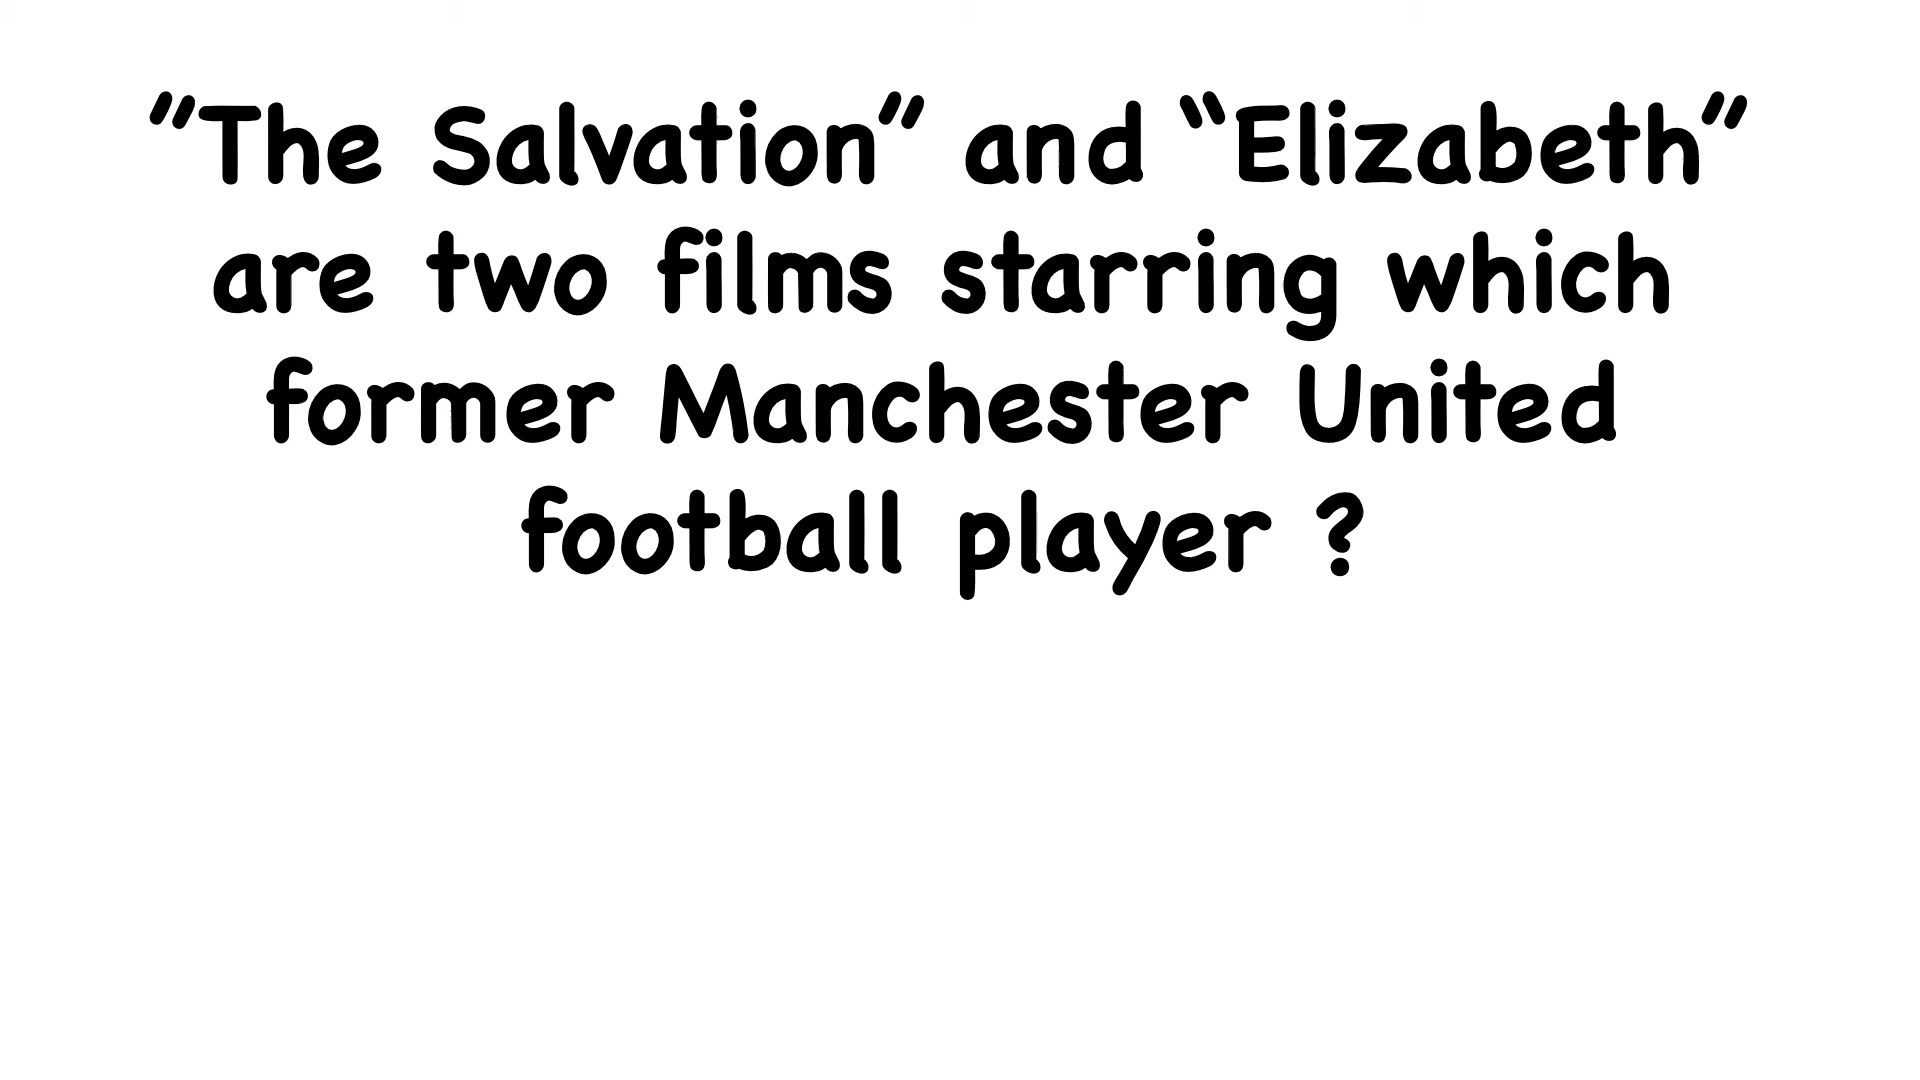 ”The Salvation” and “Elizabeth”
are two films starring which
former Manchester United
football player ?